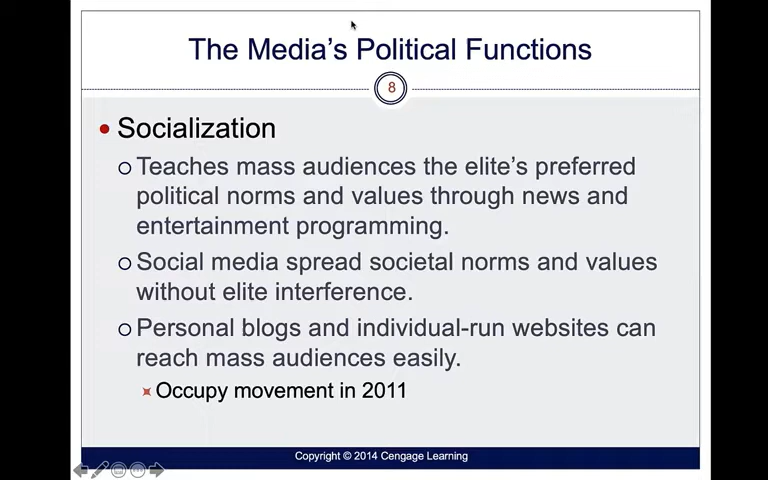 The Media's Political Functions
8
Socialization
Teaches mass audiences the elite's preferred
political norms and values through news and
entertainment programming.
Social media spread societal norms and values
without elite interference.
Personal blogs and individual-run websites can
reach mass audiences easily.
Occupy movement in 2011
Copyright © 2014 Cengage Learning